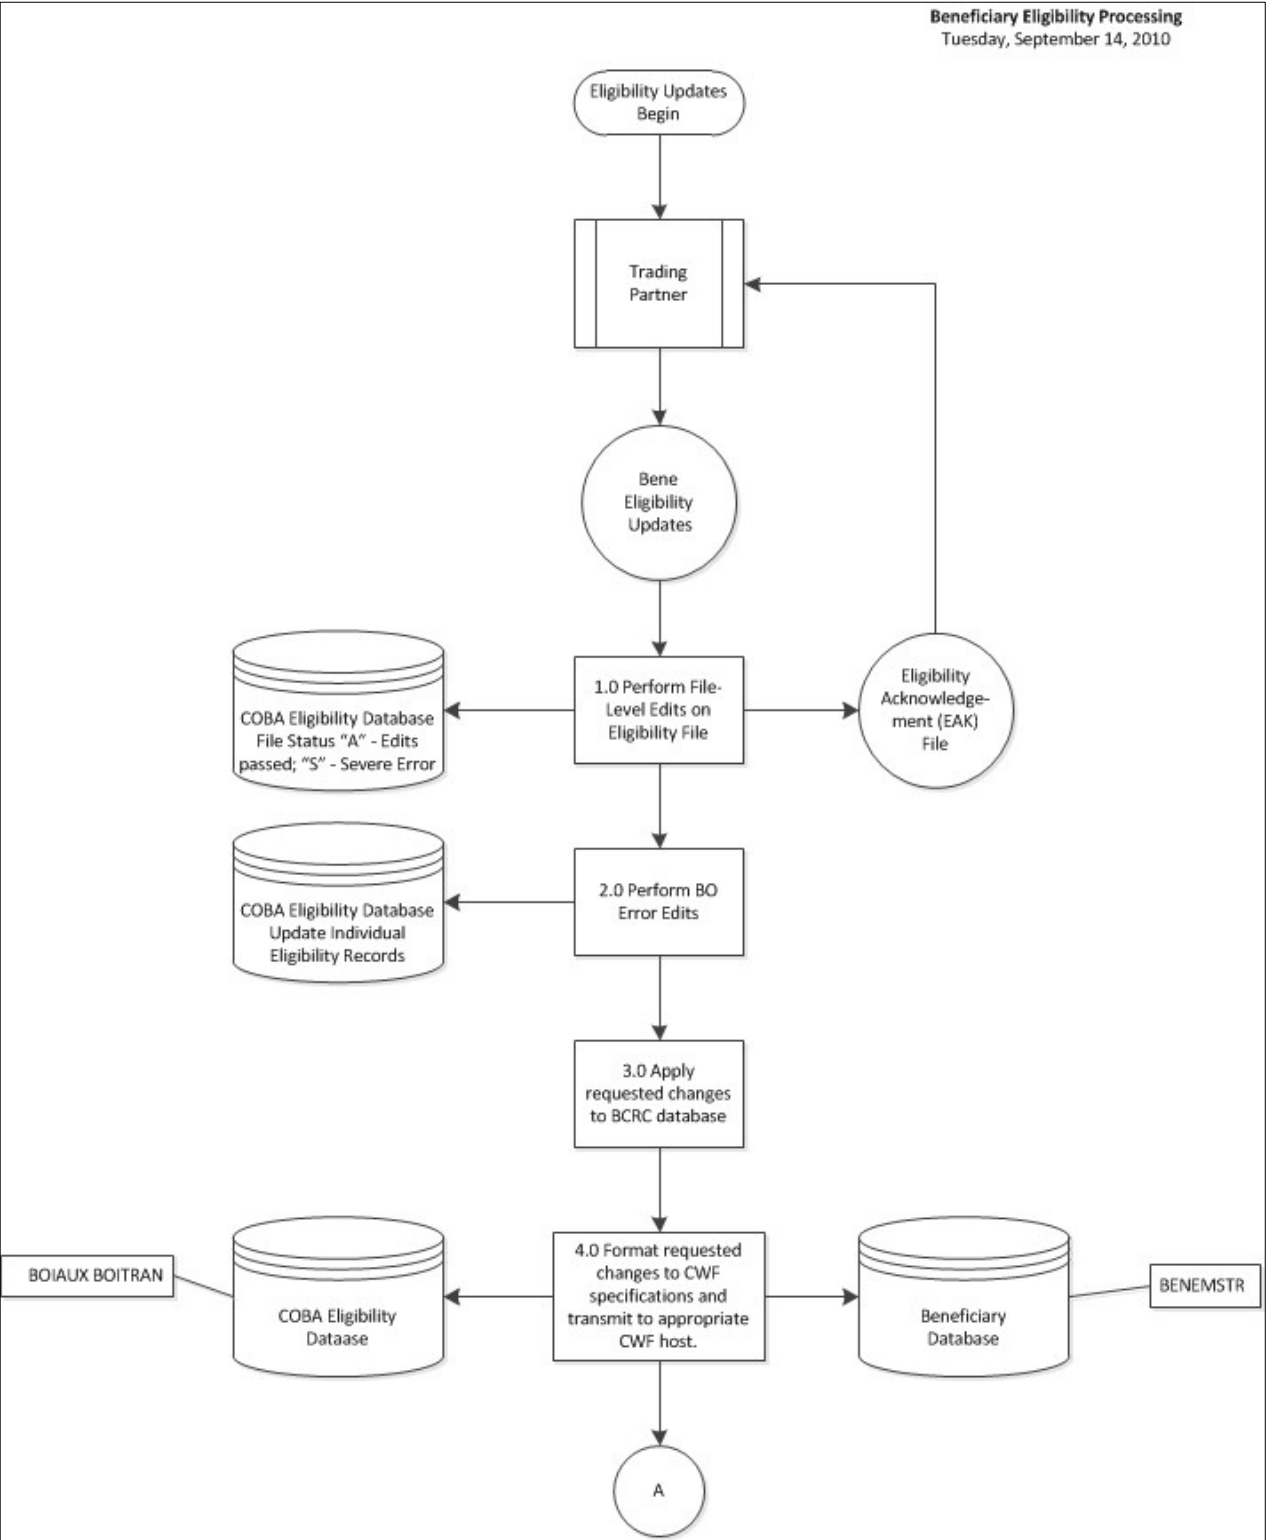 Beneficiary Eligibility Processing
Tuesday, September 14, 2010
Eligibility Updates
Begin
Trading
Partner
Bene
Eligibility
Updates
COBA Eligibility Database
File Status "A" - Edits
passed; "S" - Severe Error
1.0 Perform File-
Level Edits on
Eligibility File
Eligibility
Acknowledge-
ment (EAK)
File
COBA Eligibility Database
Update Individual
Eligibility Records
2.0 Perform BO
Error Edits
3.0 Apply
requested changes
to BCRC database
BOIAUX BOITRAN
COBA Eligibility
Dataase
4.0 Format requested
changes to CWF
specifications and
transmit to appropriate
CWF host.
Beneficiary
Database
BENEMSTR
A